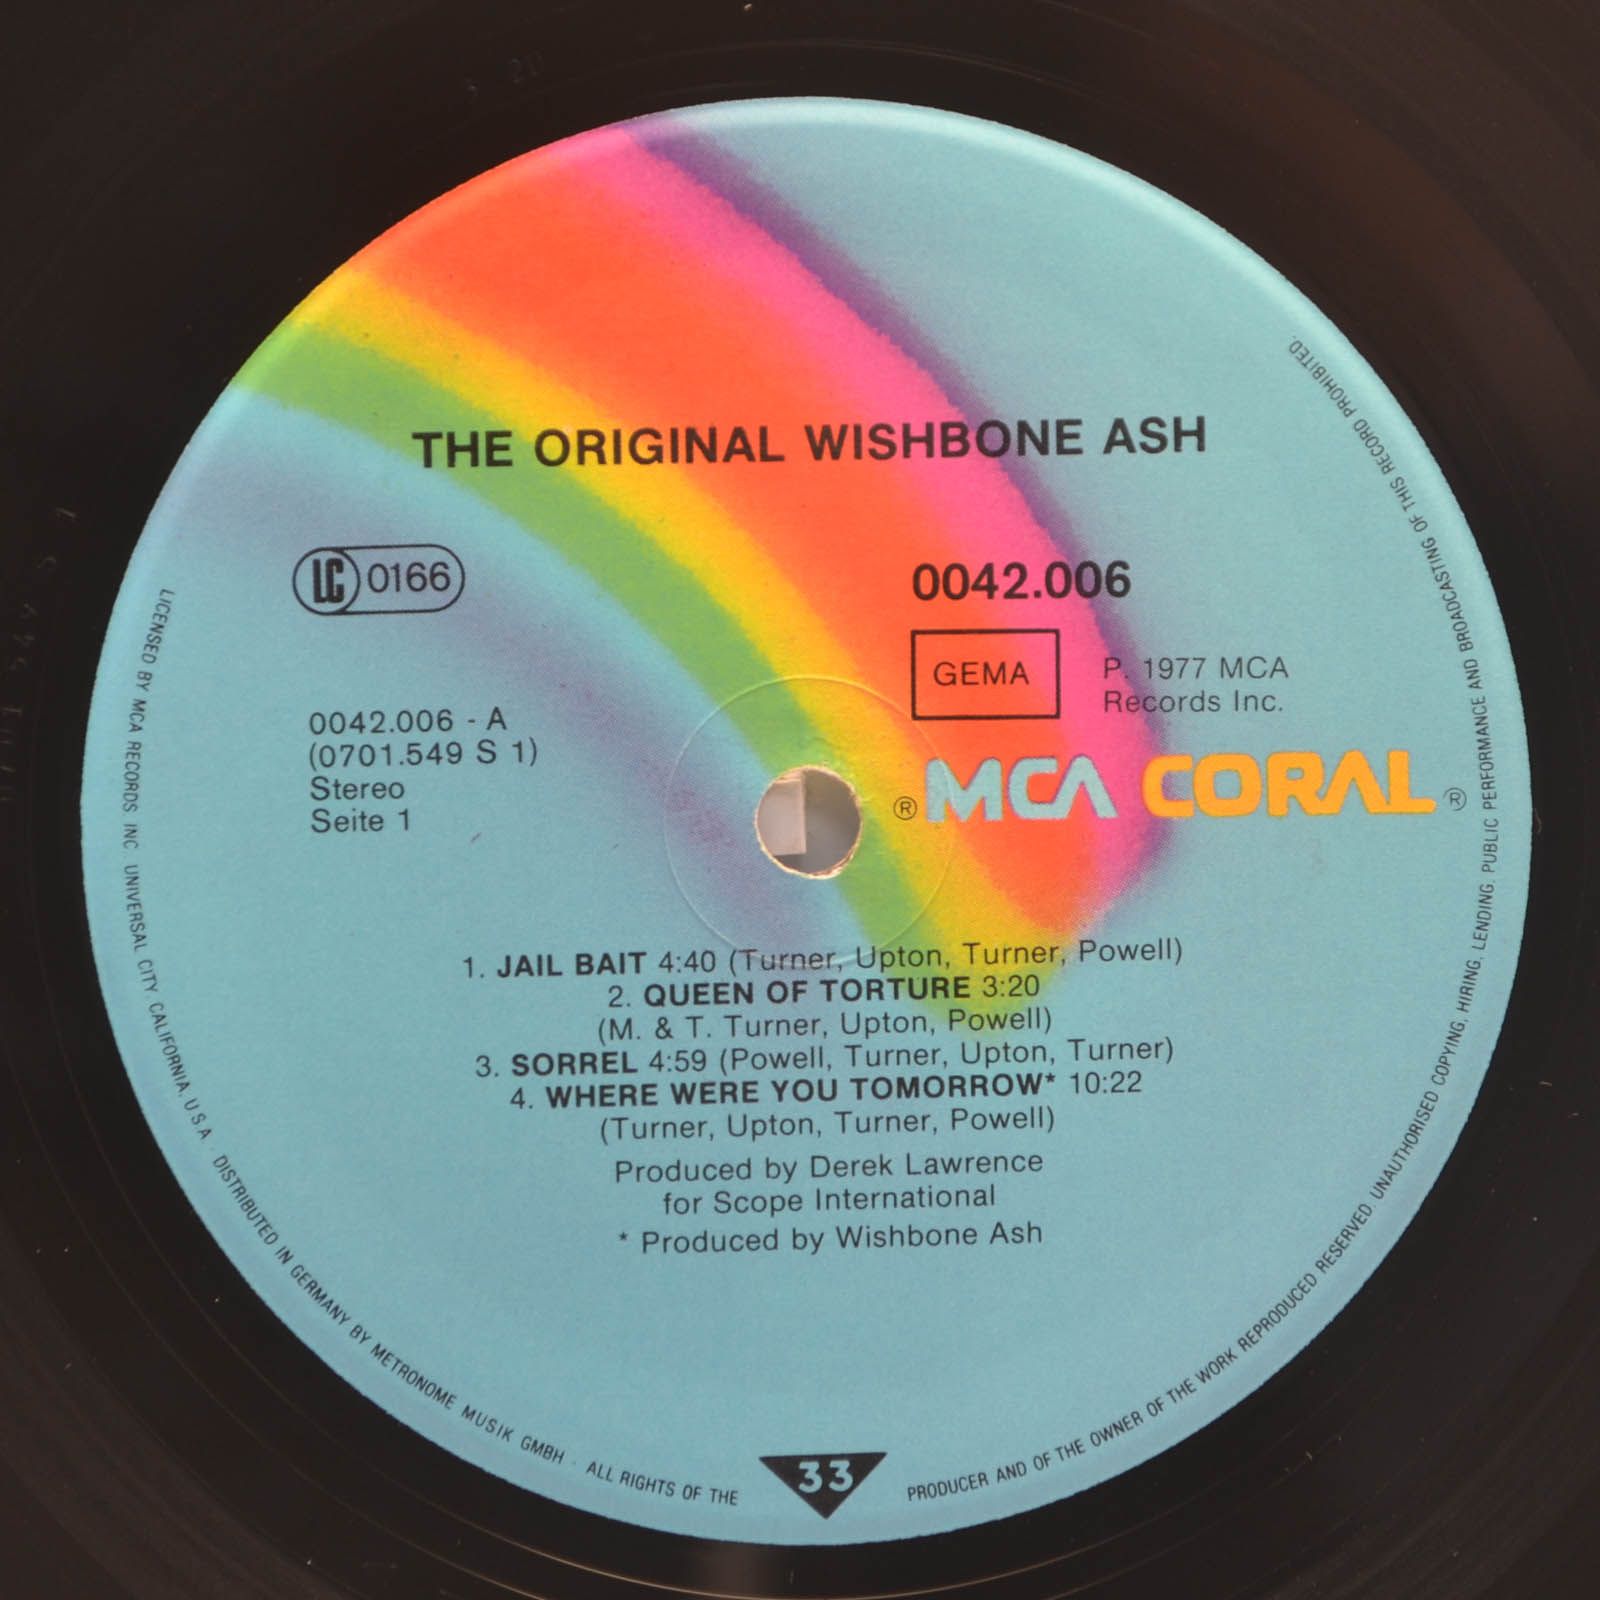 THE ORIGINAL WISHBONE ASH
LC 0166
0042.006
GEMA
P. 1977 MCA
Records Inc.
0042.006 - A
(0701.549 S 1)
Stereo
Seite 1
® MCA CORAL ®
1. JAIL BAIT 4:40 (Turner, Upton, Turner, Powell)
2. QUEEN OF TORTURE 3:20
(M. & T. Turner, Upton, Powell)
3. SORREL 4:59 (Powell, Turner, Upton, Turner)
4. WHERE WERE YOU TOMORROW* 10:22
(Turner, Upton, Turner, Powell)
Produced by Derek Lawrence
for Scope International
* Produced by Wishbone Ash
33
LICENSED BY MCA RECORDS INC. UNIVERSAL CITY CALIFORNIA, U.S.A. DISTRIBUTED IN GERMANY BY METRONOME MUSIK GMBH · ALL RIGHTS OF THE PRODUCER AND OF THE OWNER OF THE WORK REPRODUCED RESERVED. UNAUTHORISED COPYING, HIRING, LENDING, PUBLIC PERFORMANCE AND BROADCASTING OF THIS RECORD PROHIBITED.